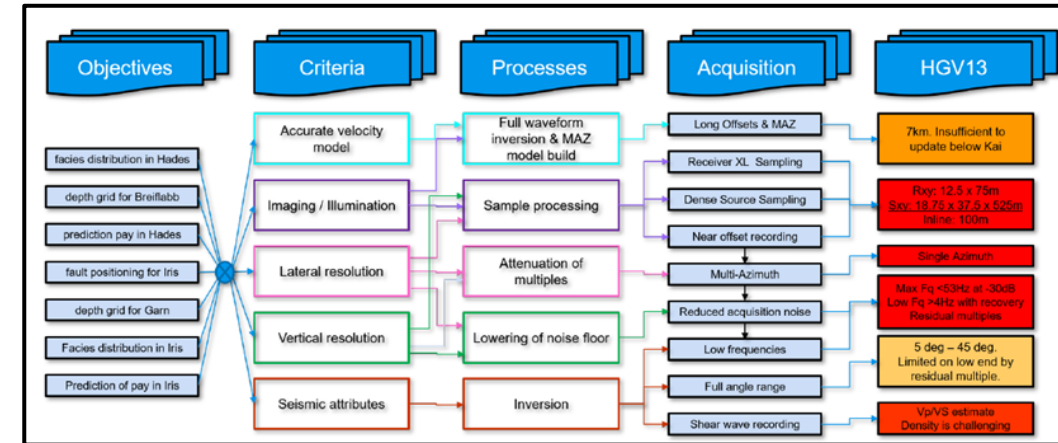 Objectives
Criteria
Processes
Acquisition
HGV13
facies distribution in Hades
depth grid for Breiflabb
prediction pay in Hades
fault positioning for Iris
depth grid for Garn
Facies distribution in Iris
Prediction of pay in Iris
Accurate velocity
model
Imaging / Illumination
Lateral resolution
Vertical resolution
Seismic attributes
Full waveform
inversion & MAZ
model build
Sample processing
Attenuation of
multiples
Lowering of noise floor
Inversion
Long Offsets & MAZ
Receiver XL Sampling
Dense Source Sampling
Near offset recording
Multi-Azimuth
Reduced acquisition noise
Low frequencies
Full angle range
Shear wave recording
7km. Insufficient to
update below Kai
Rxy: 12.5 x 75m
Sxy: 18.75 x 37.5 x 525m
Inline: 100m
Single Azimuth
Max Fq <53Hz at -30dB
Low Fq >4Hz with recovery
Residual multiples
5 deg – 45 deg.
Limited on low end by
residual multiple.
Vp/VS estimate
Density is challenging